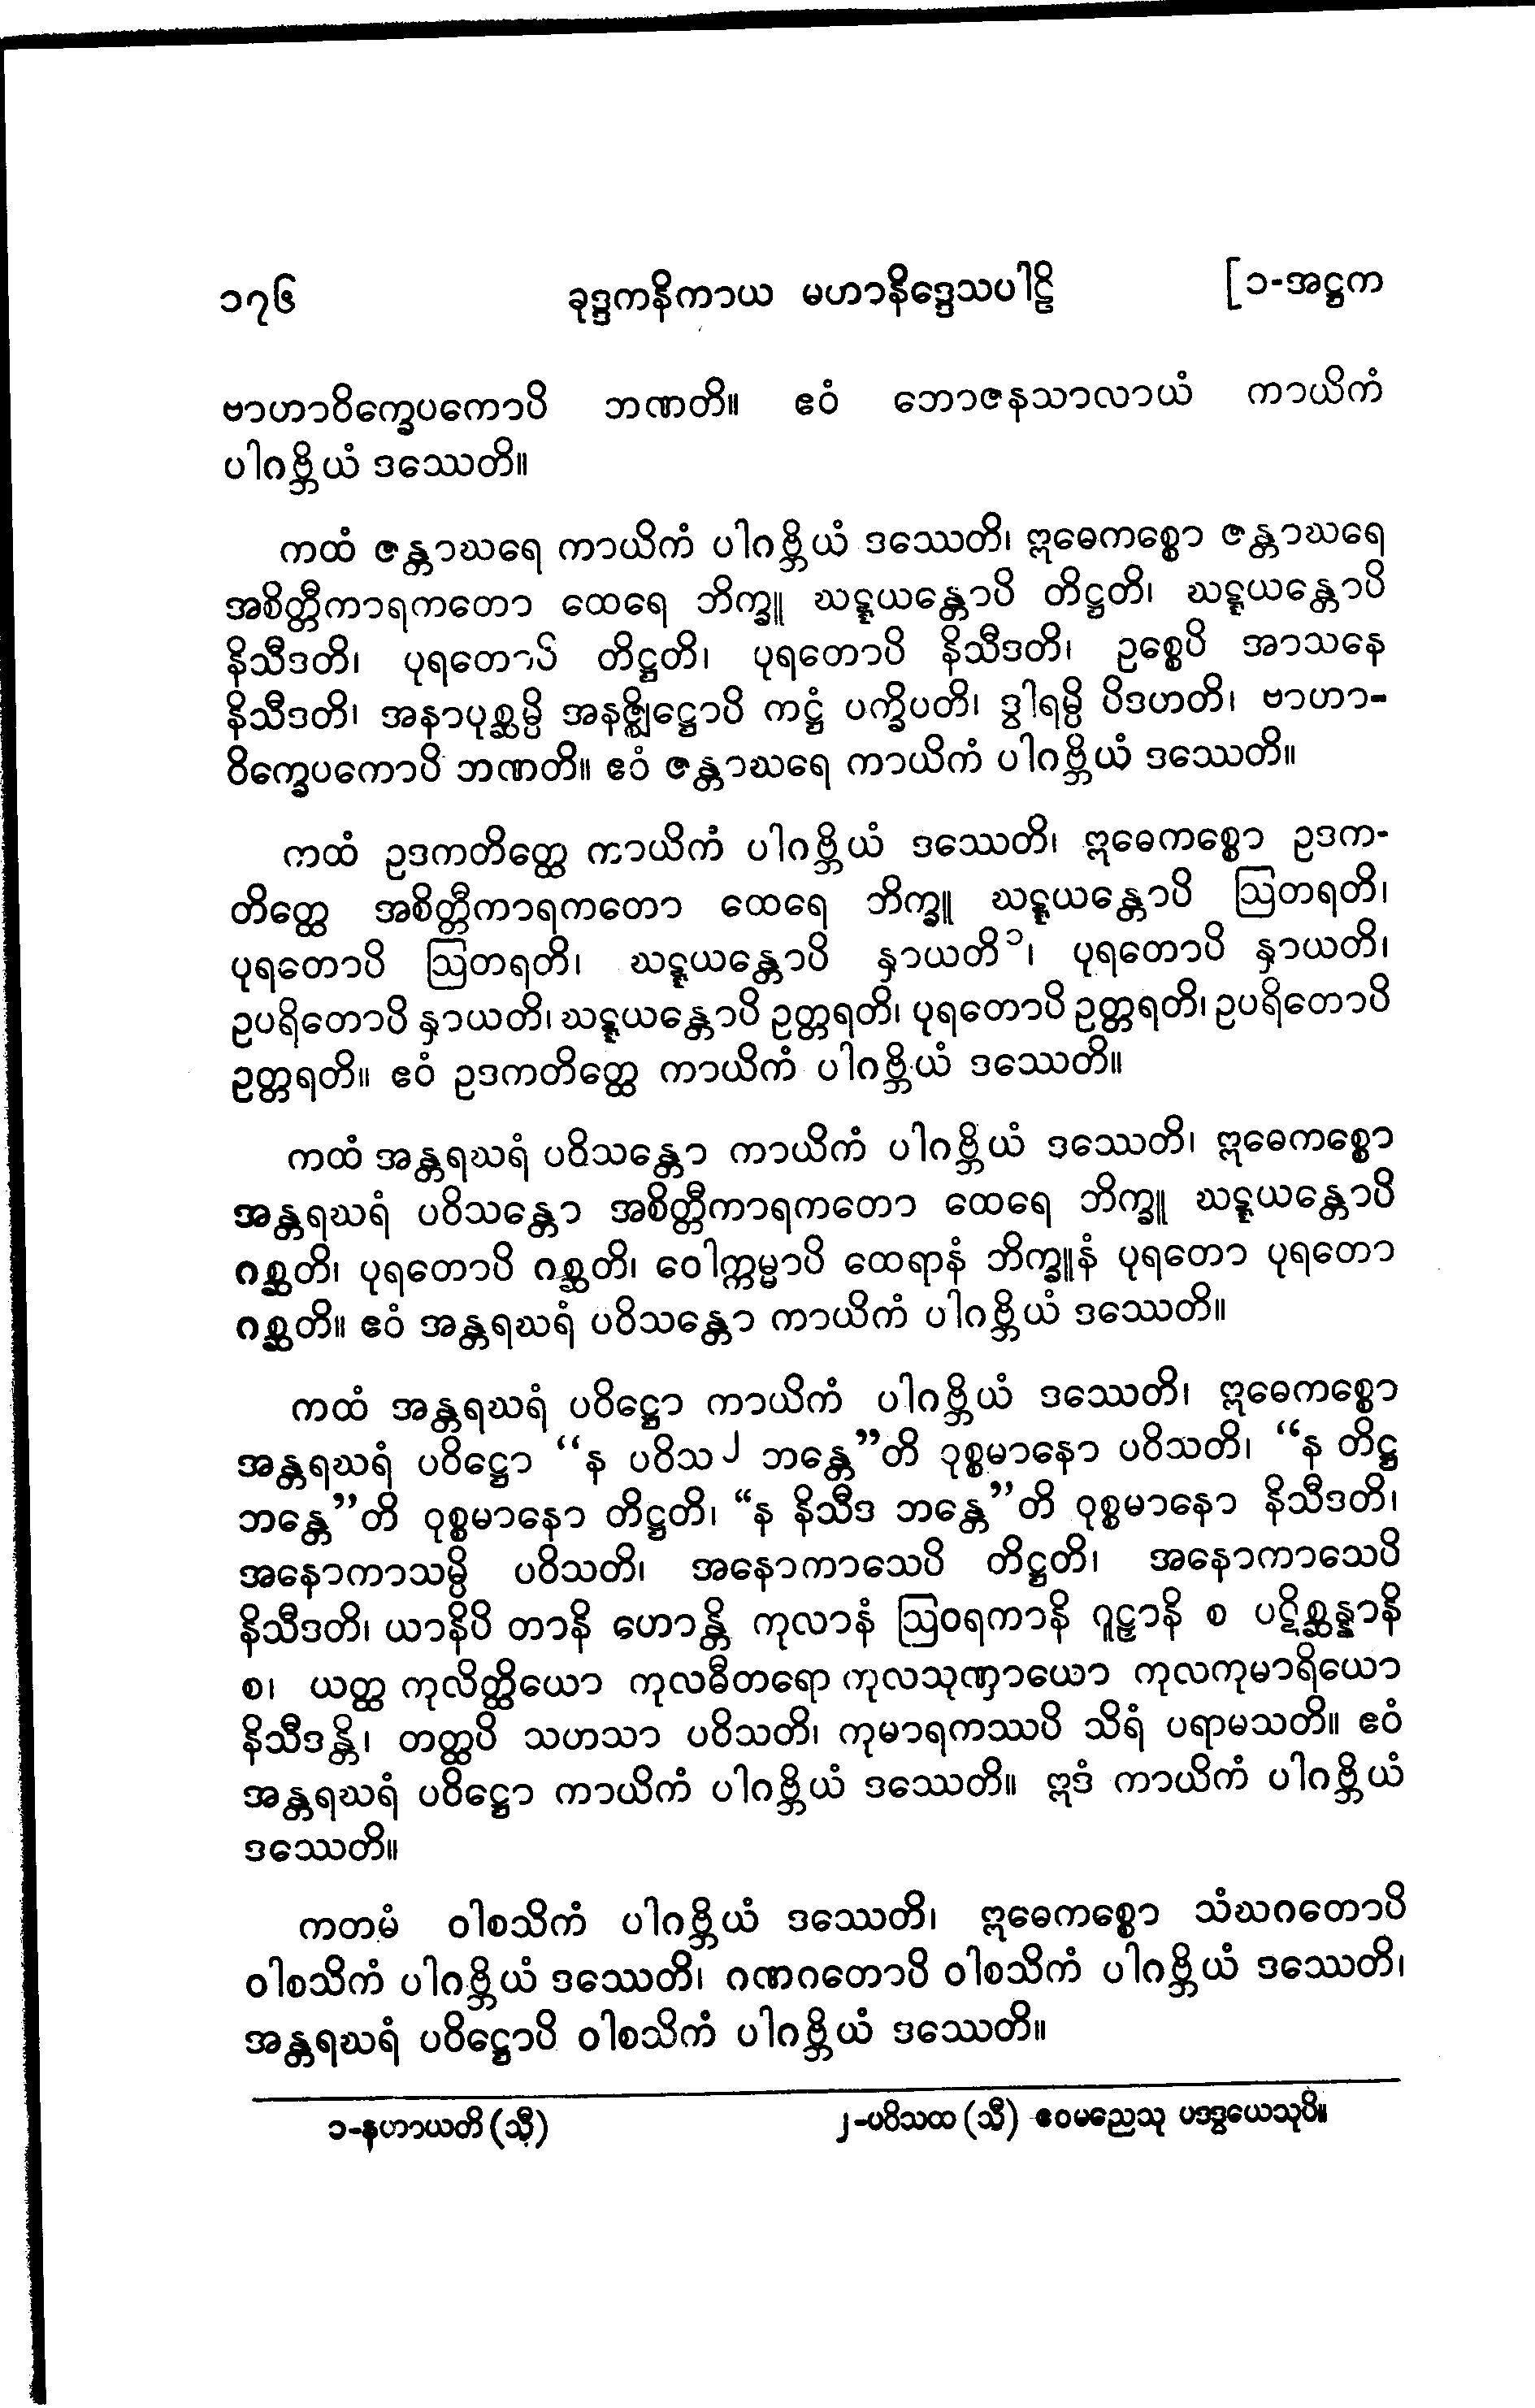 ၁၇၆ ခုဒ္ဒကနိကာယ မဟာနိဒ္ဒေသပါဠိ [၁-အဋ္ဌက
ဗာဟာဝိက္ခေပကောပိ ဘဏတိ။ ဧဝံ ဘောဇနသာလာယံ ကာယိကံ
ပါဂဗ္ဘိယံ ဒဿေတိ။
ကထံ ဇန္တာဃရေ ကာယိကံ ပါဂဗ္ဘိယံ ဒဿေတိ၊ ဣဓေကစ္စော ဇန္တာဃရေ
အစိတ္တီကာရကတော ထေရေ ဘိက္ခူ ဃဋ္ဋယန္တောပိ တိဋ္ဌတိ၊ ဃဋ္ဋယန္တောပိ
နိသီဒတိ၊ ပုရတောပိ တိဋ္ဌတိ၊ ပုရတောပိ နိသီဒတိ၊ ဥစ္စေပိ အာသနေ
နိသီဒတိ၊ အနာပုစ္ဆမ္ပိ အနဇ္ဈိဋ္ဌောပိ ကဋ္ဌံ ပက္ခိပတိ၊ ဒွါရမ္ပိ ပိဒဟတိ၊ ဗာဟာ-
ဝိက္ခေပကောပိ ဘဏတိ။ ဧဝံ ဇန္တာဃရေ ကာယိကံ ပါဂဗ္ဘိယံ ဒဿေတိ။
ကထံ ဥဒကတိတ္ထေ ကာယိကံ ပါဂဗ္ဘိယံ ဒဿေတိ၊ ဣဓေကစ္စော ဥဒက-
တိတ္ထေ အစိတ္တီကာရကတော ထေရေ ဘိက္ခူ ဃဋ္ဋယန္တောပိ ဩတရတိ၊
ပုရတောပိ ဩတရတိ၊ ဃဋ္ဋယန္တောပိ နှာယတိ၁၊ ပုရတောပိ နှာယတိ၊
ဥပရိတောပိ နှာယတိ၊ ဃဋ္ဋယန္တောပိ ဥတ္တရတိ၊ ပုရတောပိ ဥတ္တရတိ၊ ဥပရိတောပိ
ဥတ္တရတိ။ ဧဝံ ဥဒကတိတ္ထေ ကာယိကံ ပါဂဗ္ဘိယံ ဒဿေတိ။
ကထံ အန္တရဃရံ ပဝိသန္တော ကာယိကံ ပါဂဗ္ဘိယံ ဒဿေတိ၊ ဣဓေကစ္စော
အန္တရဃရံ ပဝိသန္တော အစိတ္တီကာရကတော ထေရေ ဘိက္ခူ ဃဋ္ဋယန္တောပိ
ဂစ္ဆတိ၊ ပုရတောပိ ဂစ္ဆတိ၊ ဝေါက္ကမ္မာပိ ထေရာနံ ဘိက္ခူနံ ပုရတော ပုရတော
ဂစ္ဆတိ။ ဧဝံ အန္တရဃရံ ပဝိသန္တော ကာယိကံ ပါဂဗ္ဘိယံ ဒဿေတိ။
ကထံ အန္တရဃရံ ပဝိဋ္ဌော ကာယိကံ ပါဂဗ္ဘိယံ ဒဿေတိ၊ ဣဓေကစ္စော
အန္တရဃရံ ပဝိဋ္ဌော “န ပဝိသ၂ ဘန္တေ”တိ ဝုစ္စမာနော ပဝိသတိ၊ “န တိဋ္ဌ
ဘန္တေ”တိ ဝုစ္စမာနော တိဋ္ဌတိ၊ “န နိသီဒ ဘန္တေ”တိ ဝုစ္စမာနော နိသီဒတိ၊
အနောကာသမ္ပိ ပဝိသတိ၊ အနောကာသေပိ တိဋ္ဌတိ၊ အနောကာသေပိ
နိသီဒတိ၊ ယာနိပိ တာနိ ဟောန္တိ ကုလာနံ ဩဝရကာနိ ဂူဠှာနိ စ ပဋိစ္ဆန္နာနိ
စ၊ ယတ္ထ ကုလိတ္ထိယော ကုလဓီတရော ကုလသုဏှာယော ကုလကုမာရိယော
နိသီဒန္တိ၊ တတ္ထပိ သဟသာ ပဝိသတိ၊ ကုမာရကဿပိ သိရံ ပရာမသတိ။ ဧဝံ
အန္တရဃရံ ပဝိဋ္ဌော ကာယိကံ ပါဂဗ္ဘိယံ ဒဿေတိ။ ဣဒံ ကာယိကံ ပါဂဗ္ဘိယံ
ဒဿေတိ။
ကတမံ ဝါစသိကံ ပါဂဗ္ဘိယံ ဒဿေတိ၊ ဣဓေကစ္စော သံဃဂတောပိ
ဝါစသိကံ ပါဂဗ္ဘိယံ ဒဿေတိ၊ ဂဏဂတောပိ ဝါစသိကံ ပါဂဗ္ဘိယံ ဒဿေတိ၊
အန္တရဃရံ ပဝိဋ္ဌောပိ ဝါစသိကံ ပါဂဗ္ဘိယံ ဒဿေတိ။
၁-နဟာယတိ (သီ) ၂-ပဝိသထ (သီ) ဧဝမညေသု ပဒဒွယေသုပိ။